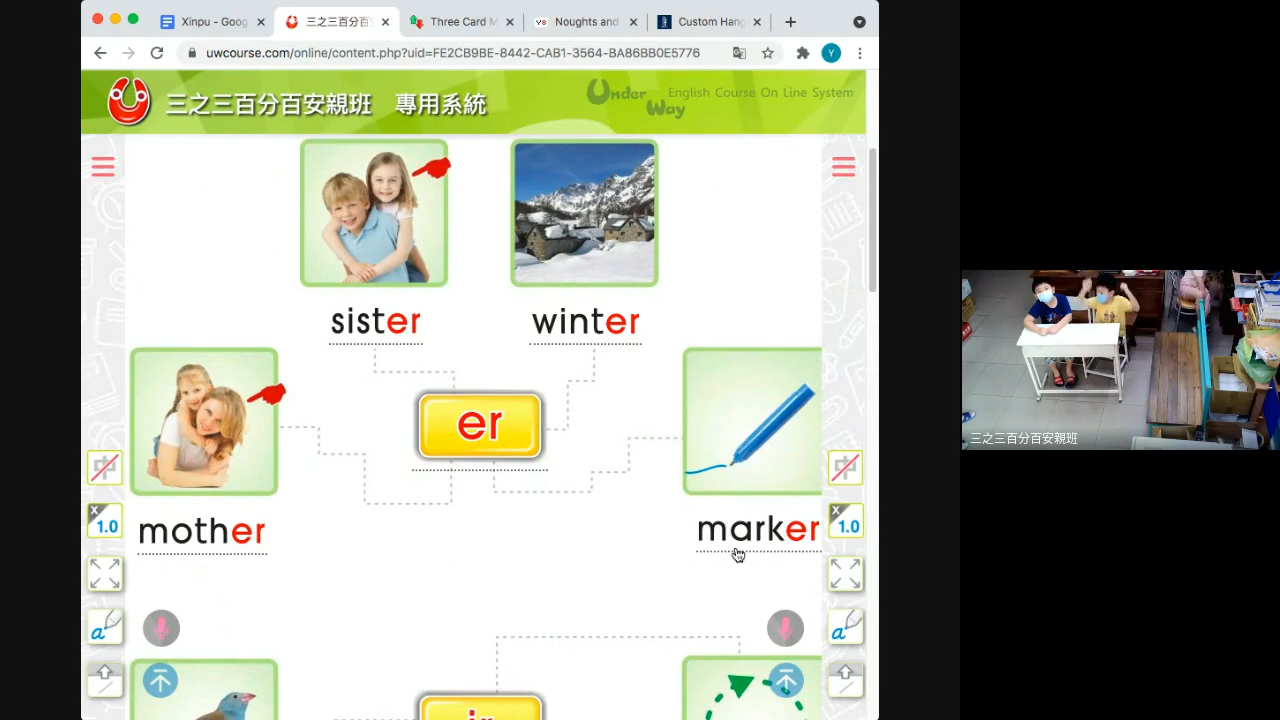 Xinpu - Goog
三之三百分百
Three Card M
Noughts and
Custom Hang
uwcourse.com/online/content.php?uid=FE2CB9BE-8442-CAB1-3564-BA86BB0E5776
Y
三之三百分百安親班 專用系統
Under Way
English Course On Line System
sister
winter
er
mother
marker
x 1.0
x 1.0
a
a
ir
三之三百分百安親班